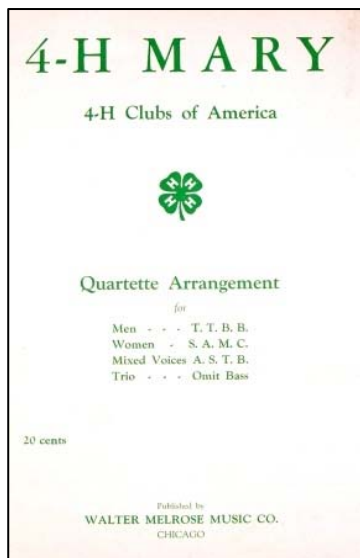 4-H MARY
4-H Clubs of America
H H
H H
Quartette Arrangement
for
Men - - - T. T. B. B.
Women - S. A. M. C.
Mixed Voices A. S. T. B.
Trio - - - Omit Bass
20 cents
Published by
WALTER MELROSE MUSIC CO.
CHICAGO